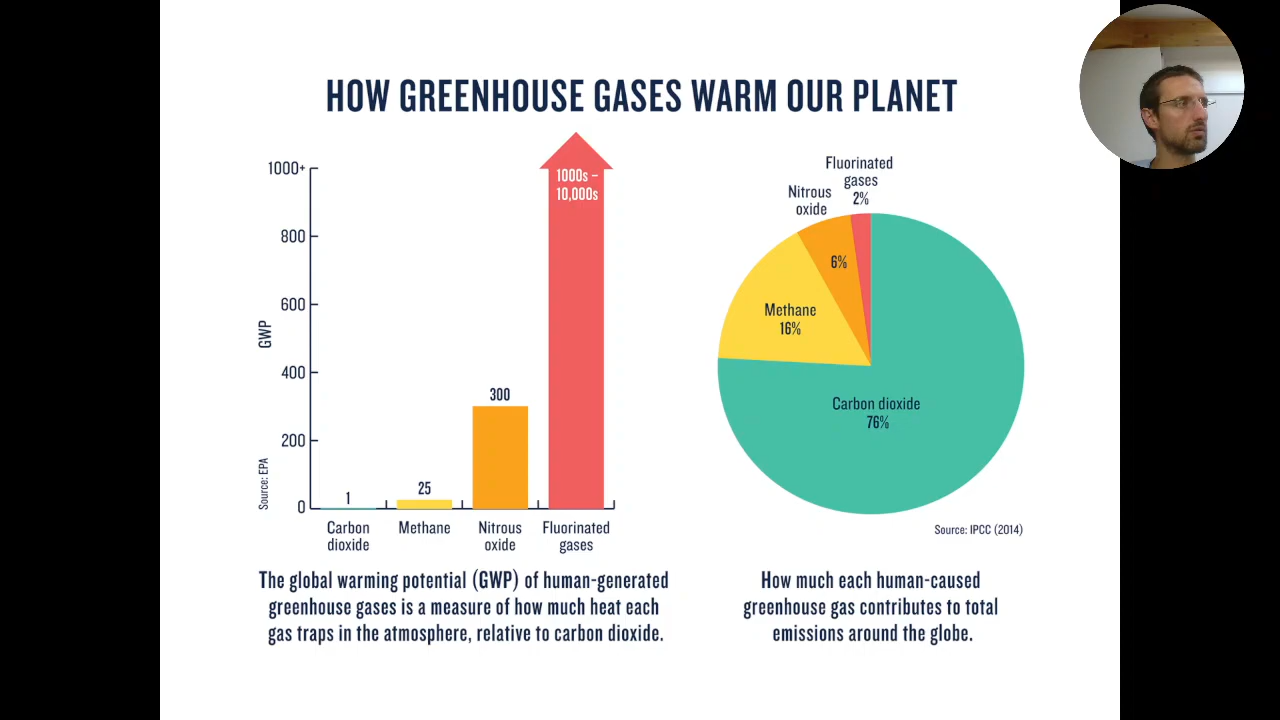 HOW GREENHOUSE GASES WARM OUR PLANET
1000+
800
600
400
200
0
GWP
Source: EPA
1
25
300
1000s –
10,000s
Carbon
dioxide
Methane
Nitrous
oxide
Fluorinated
gases
The global warming potential (GWP) of human-generated
greenhouse gases is a measure of how much heat each
gas traps in the atmosphere, relative to carbon dioxide.
Fluorinated
gases
2%
Nitrous
oxide
6%
Methane
16%
Carbon dioxide
76%
Source: IPCC (2014)
How much each human-caused
greenhouse gas contributes to total
emissions around the globe.